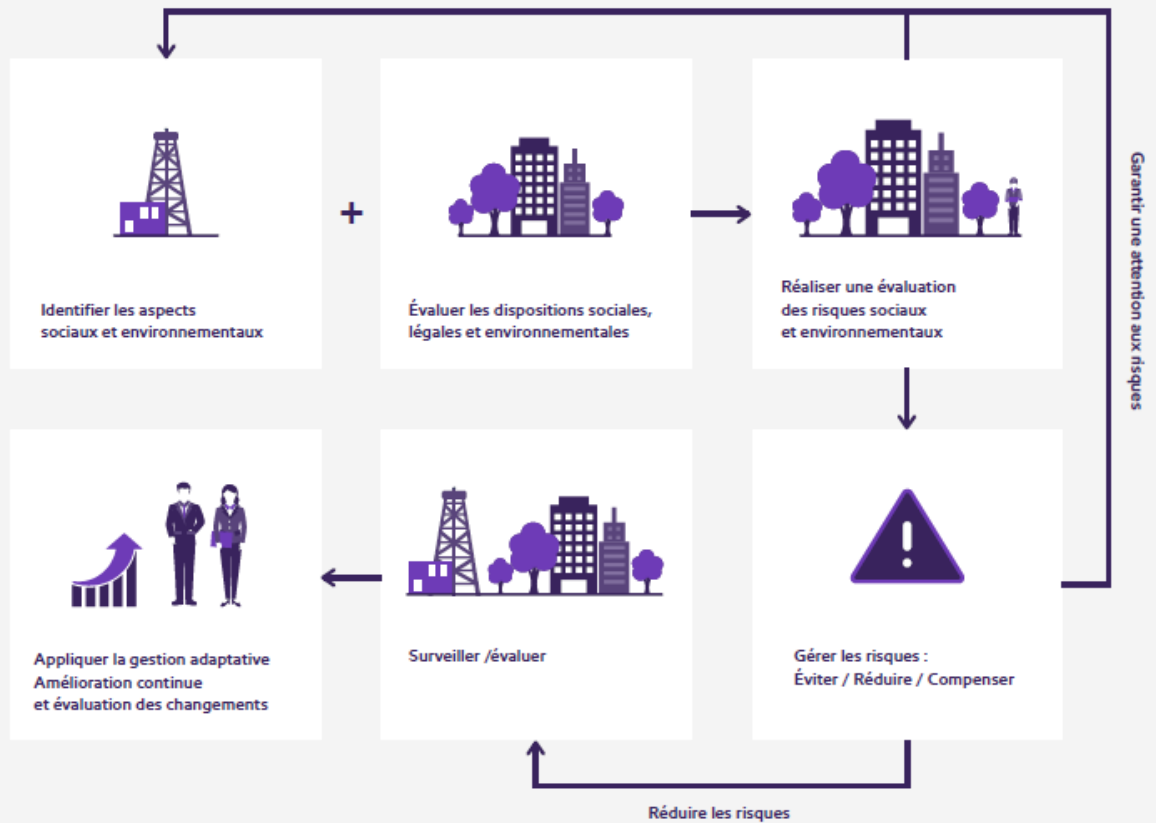 Identifier les aspects
sociaux et environnementaux
+
Évaluer les dispositions sociales,
légales et environnementales
Réaliser une évaluation
des risques sociaux
et environnementaux
Garantir une attention aux risques
Appliquer la gestion adaptative
Amélioration continue
et évaluation des changements
Surveiller /évaluer
Gérer les risques :
Éviter / Réduire / Compenser
Réduire les risques